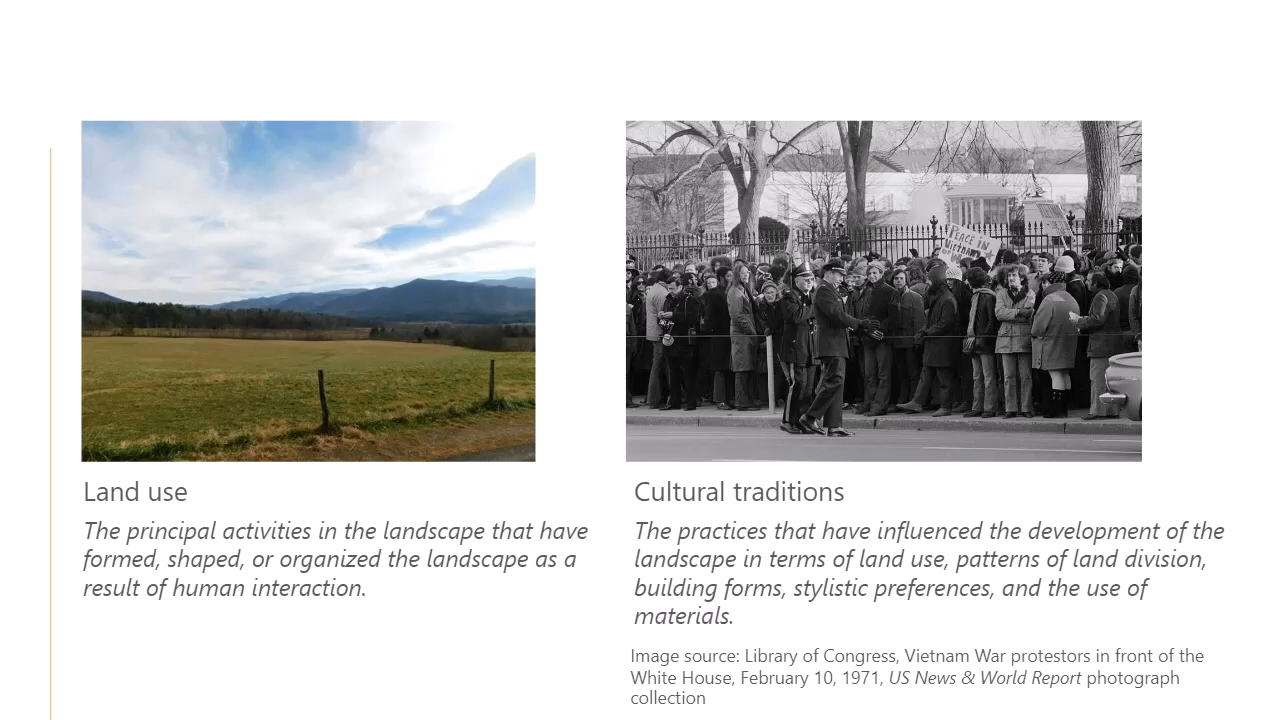 PEACE IN
VIETNAM
Land use
The principal activities in the landscape that have
formed, shaped, or organized the landscape as a
result of human interaction.
Cultural traditions
The practices that have influenced the development of the
landscape in terms of land use, patterns of land division,
building forms, stylistic preferences, and the use of
materials.
Image source: Library of Congress, Vietnam War protestors in front of the
White House, February 10, 1971, US News & World Report photograph
collection